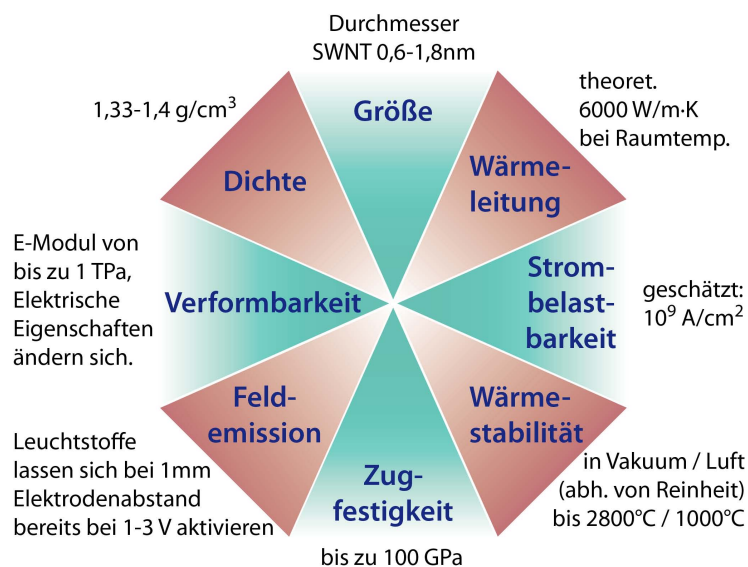 Durchmesser
SWNT 0,6-1,8nm
Größe
theoret.
6000 W/m·K
bei Raumtemp.
Wärme-
leitung
geschätzt:
10⁹ A/cm²
Strom-
belast-
barkeit
Wärme-
stabilität
in Vakuum / Luft
(abh. von Reinheit)
bis 2800°C / 1000°C
Zug-
festigkeit
bis zu 100 GPa
Feld-
emission
Leuchtstoffe
lassen sich bei 1mm
Elektrodenabstand
bereits bei 1-3 V aktivieren
Verformbarkeit
E-Modul von
bis zu 1 TPa,
Elektrische
Eigenschaften
ändern sich.
Dichte
1,33-1,4 g/cm³